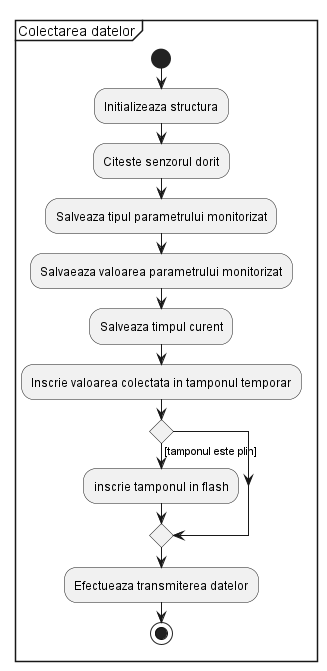 Colectarea datelor
Initializeaza structura
Citeste senzorul dorit
Salveaza tipul parametrului monitorizat
Salvaeaza valoarea parametrului monitorizat
Salveaza timpul curent
Inscrie valoarea colectata in tamponul temporar
[tamponul este plin]
inscrie tamponul in flash
Efectueaza transmiterea datelor